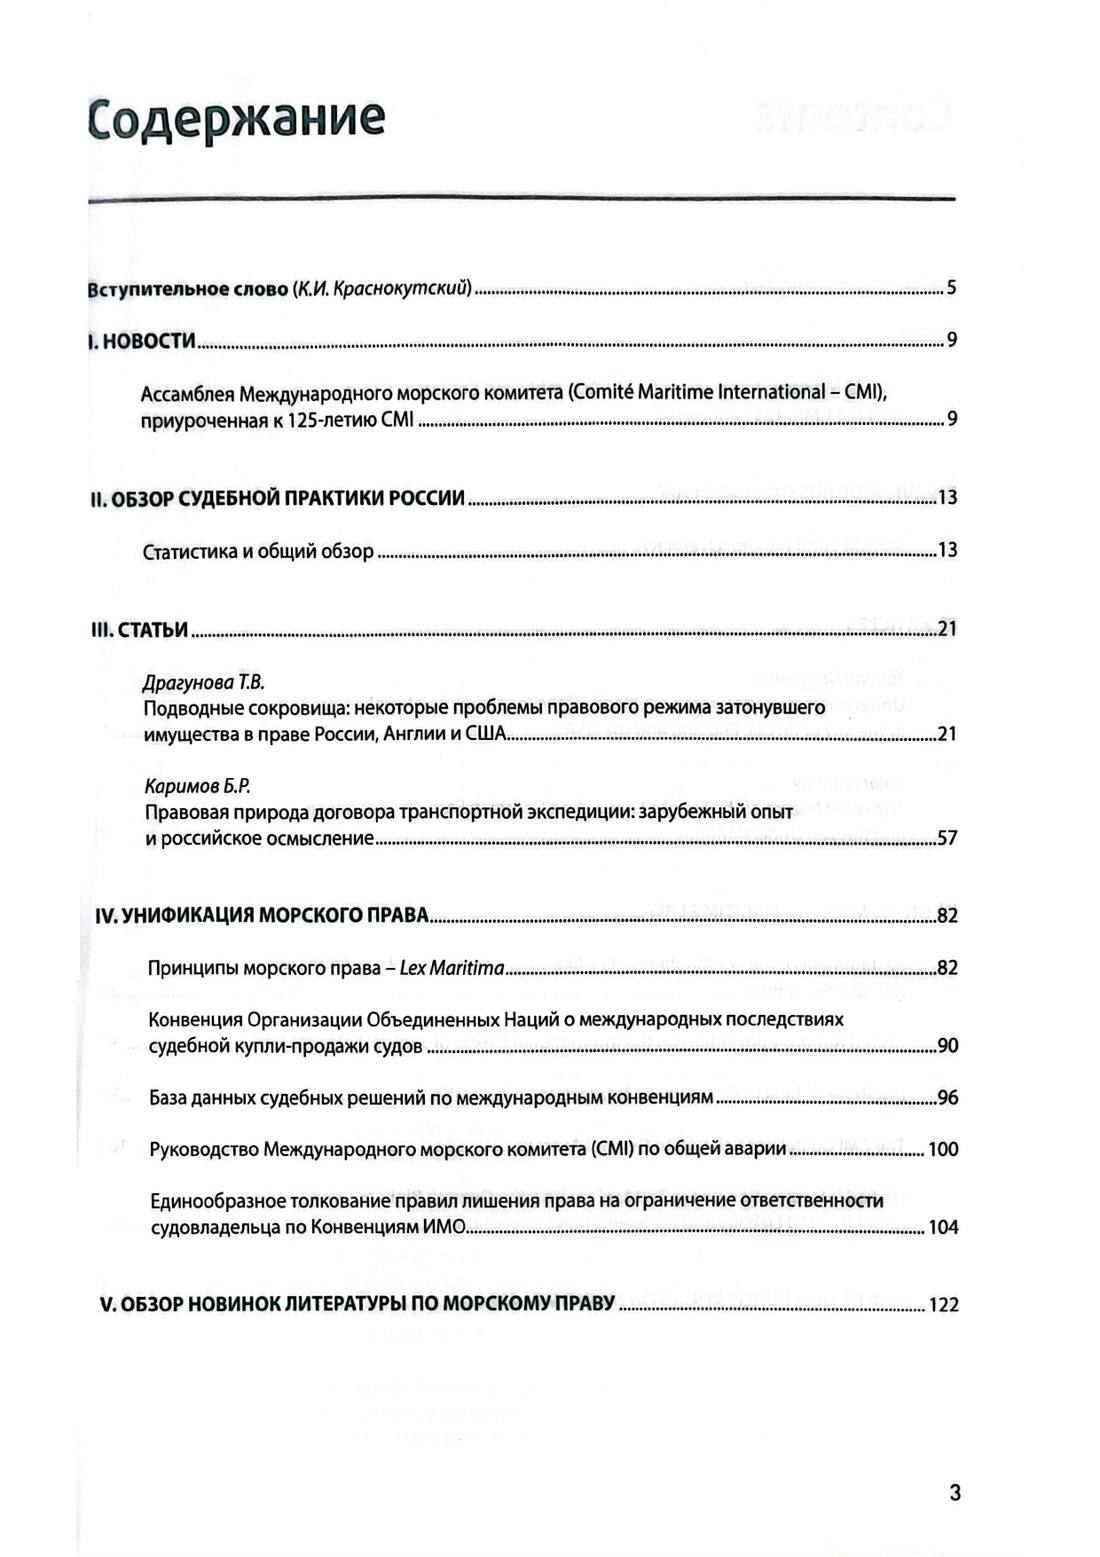 Содержание
Вступительное слово (К.И. Краснокутский) 5
I. НОВОСТИ 9
Ассамблея Международного морского комитета (Comité Maritime International – CMI),
приуроченная к 125-летию CMI 9
II. ОБЗОР СУДЕБНОЙ ПРАКТИКИ РОССИИ 13
Статистика и общий обзор 13
III. СТАТЬИ 21
Драгунова Т.В.
Подводные сокровища: некоторые проблемы правового режима затонувшего
имущества в праве России, Англии и США 21
Каримов Б.Р.
Правовая природа договора транспортной экспедиции: зарубежный опыт
и российское осмысление 57
IV. УНИФИКАЦИЯ МОРСКОГО ПРАВА 82
Принципы морского права – Lex Maritima 82
Конвенция Организации Объединенных Наций о международных последствиях
судебной купли-продажи судов 90
База данных судебных решений по международным конвенциям 96
Руководство Международного морского комитета (CMI) по общей аварии 100
Единообразное толкование правил лишения права на ограничение ответственности
судовладельца по Конвенциям ИМО 104
V. ОБЗОР НОВИНОК ЛИТЕРАТУРЫ ПО МОРСКОМУ ПРАВУ 122
3